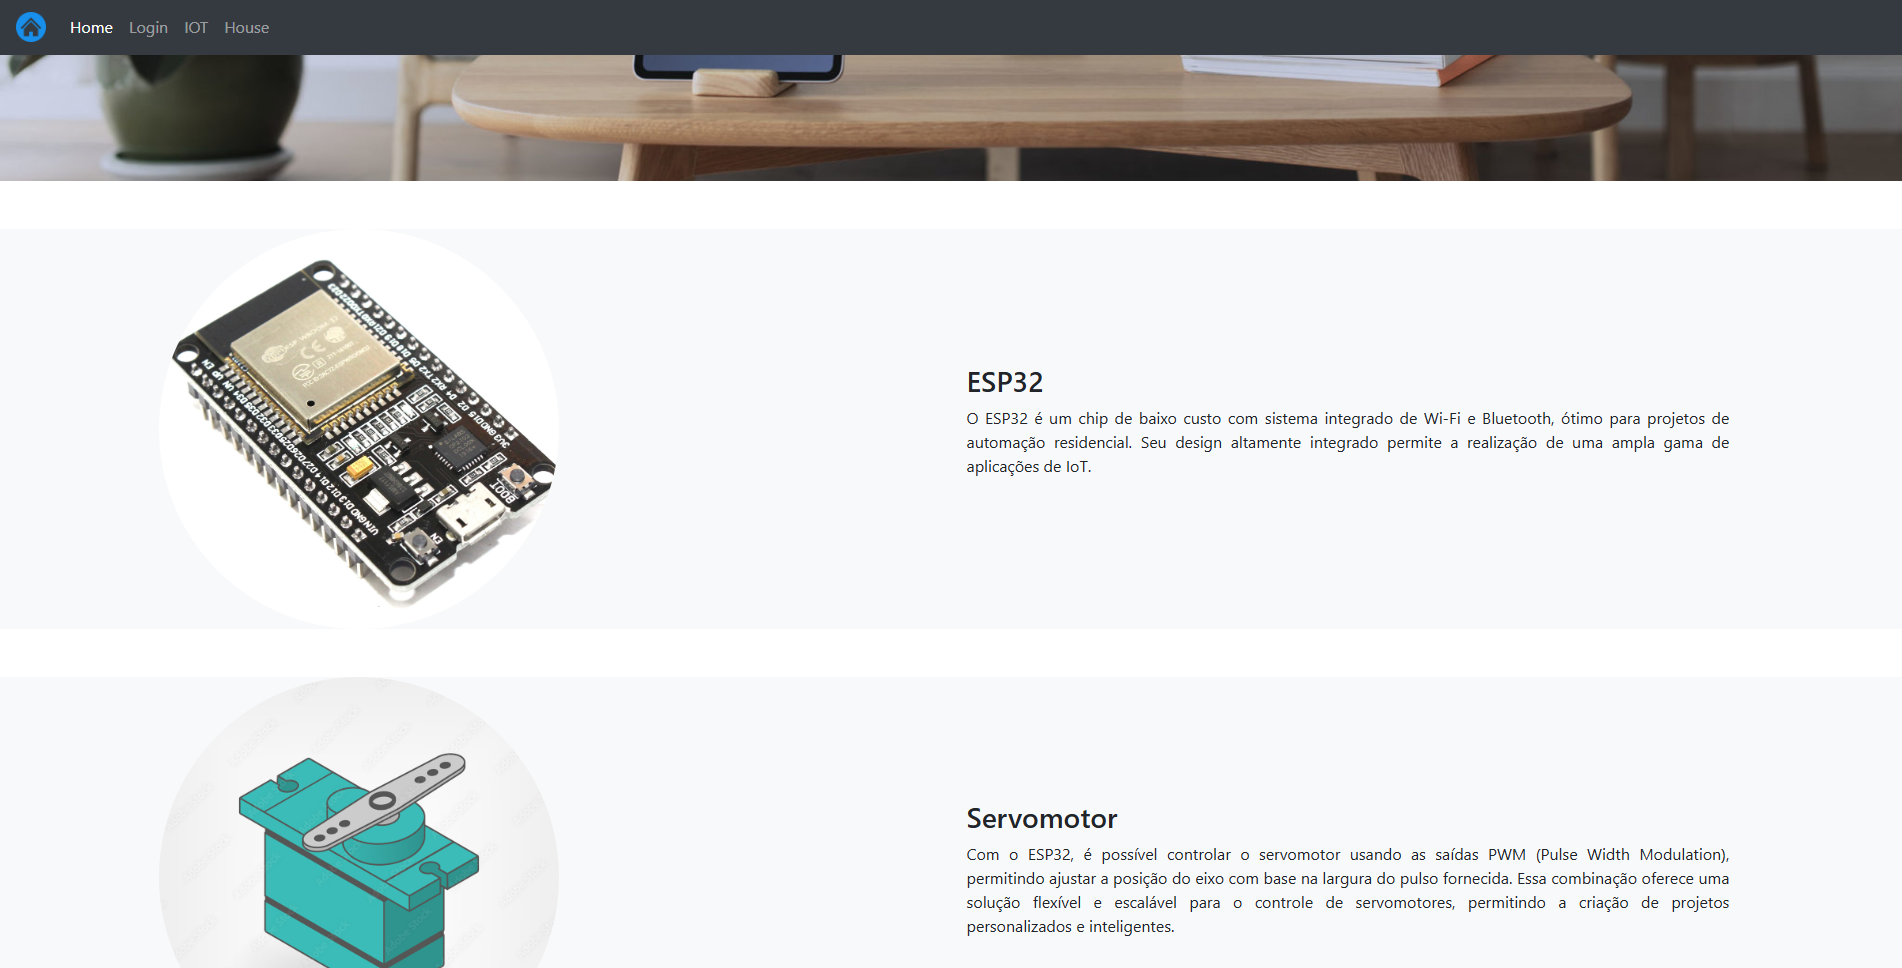 Home Login IOT House
ESP32
O ESP32 é um chip de baixo custo com sistema integrado de Wi-Fi e Bluetooth, ótimo para projetos de
automação residencial. Seu design altamente integrado permite a realização de uma ampla gama de
aplicações de IoT.
Servomotor
Com o ESP32, é possível controlar o servomotor usando as saídas PWM (Pulse Width Modulation),
permitindo ajustar a posição do eixo com base na largura do pulso fornecida. Essa combinação oferece uma
solução flexível e escalável para o controle de servomotores, permitindo a criação de projetos
personalizados e inteligentes.